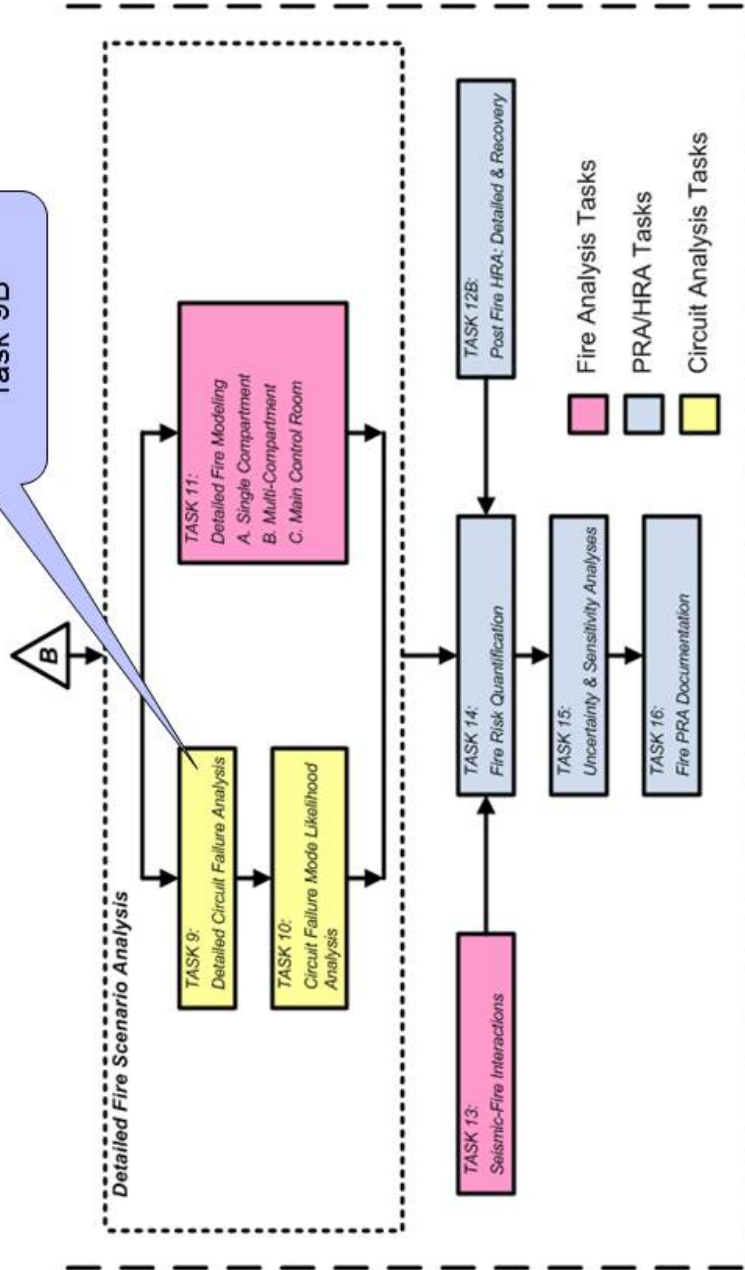 Task 9B
B
Detailed Fire Scenario Analysis
TASK 9:
Detailed Circuit Failure Analysis
TASK 10:
Circuit Failure Mode Likelihood
Analysis
TASK 11:
Detailed Fire Modeling
A. Single Compartment
B. Multi-Compartment
C. Main Control Room
TASK 13:
Seismic-Fire Interactions
TASK 14:
Fire Risk Quantification
TASK 12B:
Post Fire HRA: Detailed & Recovery
TASK 15:
Uncertainty & Sensitivity Analyses
TASK 16:
Fire PRA Documentation
Fire Analysis Tasks
PRA/HRA Tasks
Circuit Analysis Tasks